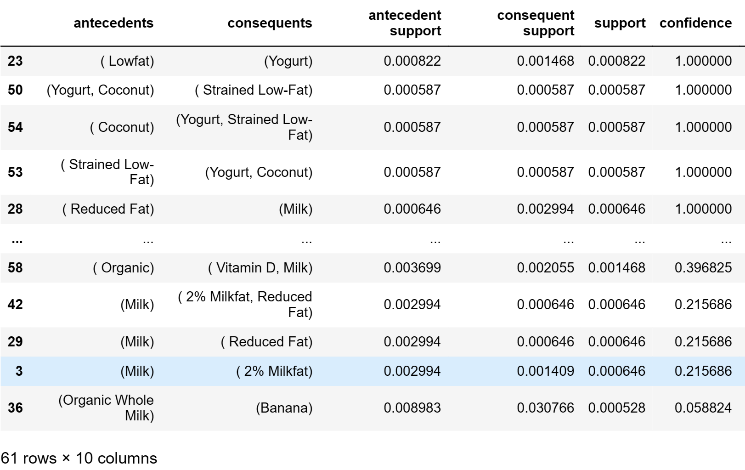 antecedents consequents antecedent support consequent support support confidence
23 ( Lowfat) (Yogurt) 0.000822 0.001468 0.000822 1.000000
50 (Yogurt, Coconut) ( Strained Low-Fat) 0.000587 0.000587 0.000587 1.000000
54 ( Coconut) (Yogurt, Strained Low-Fat) 0.000587 0.000587 0.000587 1.000000
53 ( Strained Low-Fat) (Yogurt, Coconut) 0.000587 0.000587 0.000587 1.000000
28 ( Reduced Fat) (Milk) 0.000646 0.002994 0.000646 1.000000
... ... ... ... ... ... ...
58 ( Organic) ( Vitamin D, Milk) 0.003699 0.002055 0.001468 0.396825
42 (Milk) ( 2% Milkfat, Reduced Fat) 0.002994 0.000646 0.000646 0.215686
29 (Milk) ( Reduced Fat) 0.002994 0.000646 0.000646 0.215686
3 (Milk) ( 2% Milkfat) 0.002994 0.001409 0.000646 0.215686
36 (Organic Whole Milk) (Banana) 0.008983 0.030766 0.000528 0.058824
61 rows × 10 columns